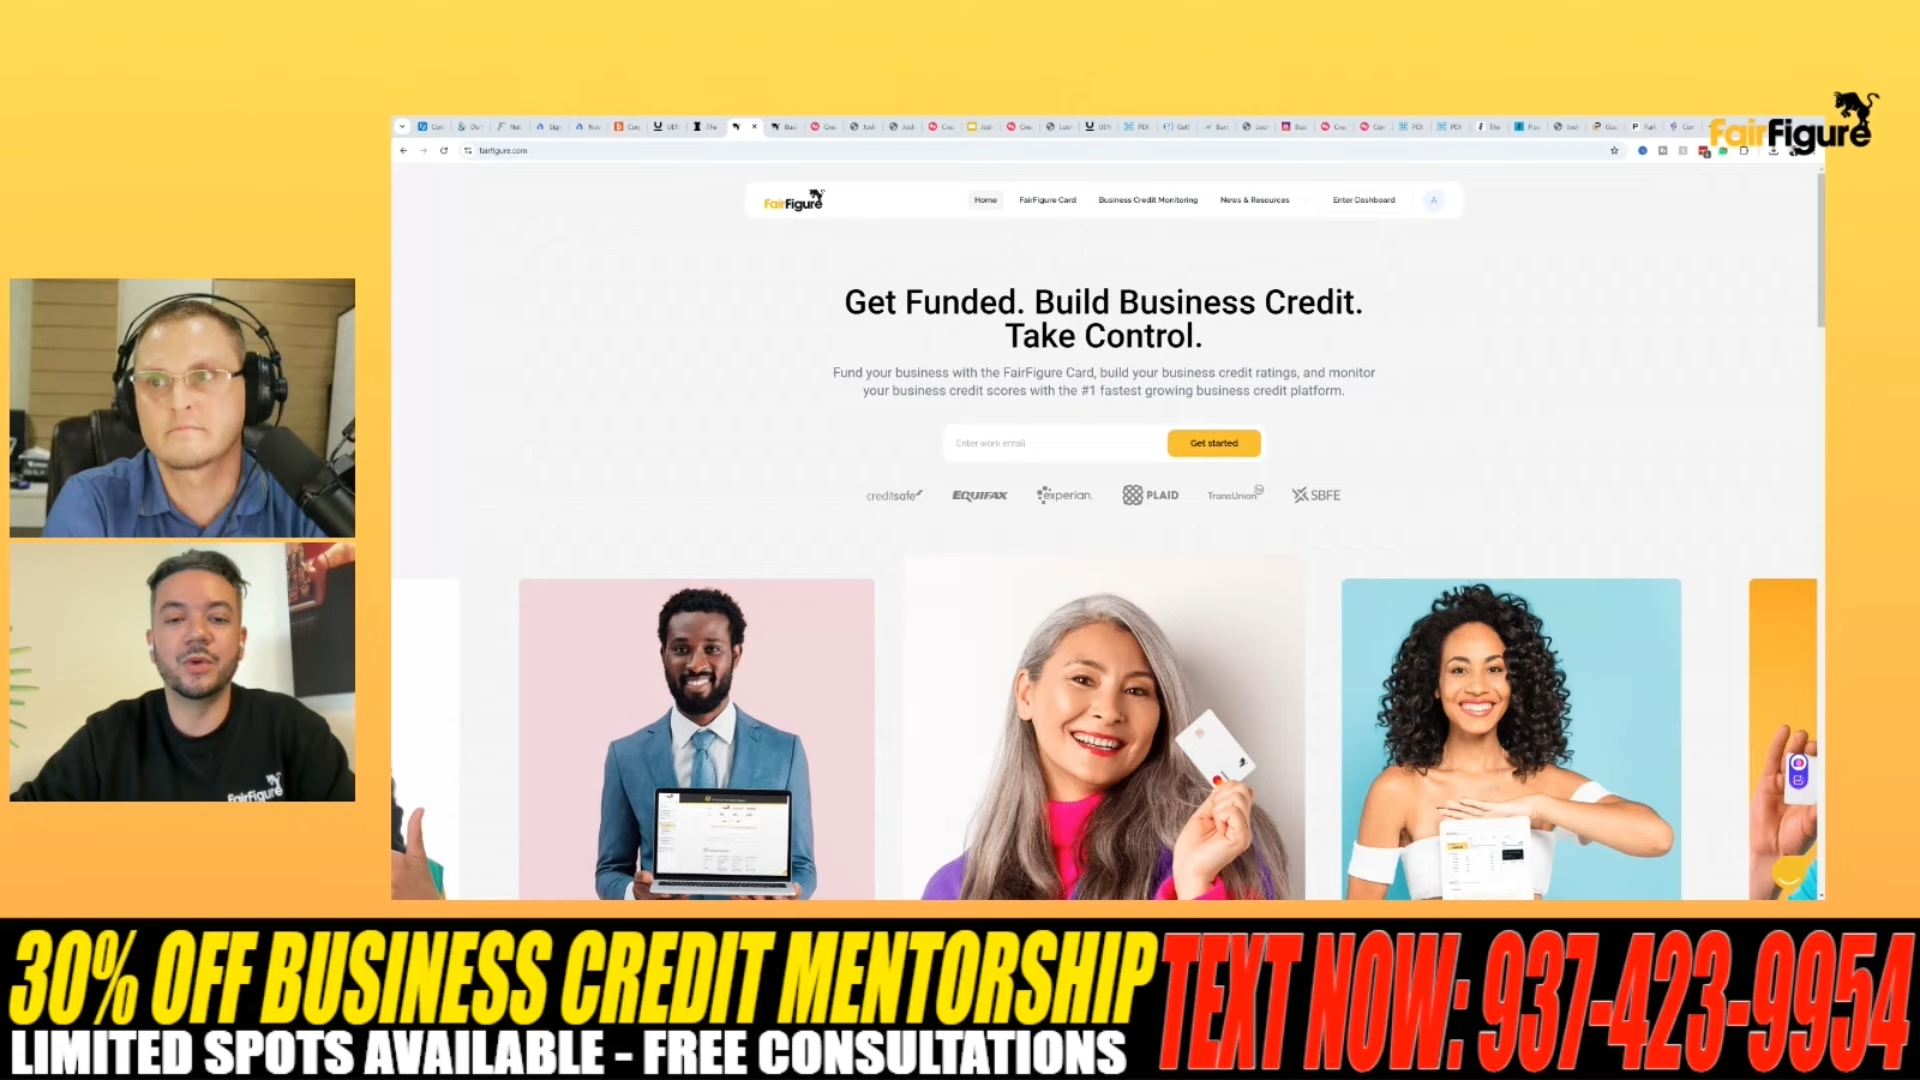 FairFigure
fairfigure.com
FairFigure
Home
FairFigure Card
Business Credit Monitoring
News & Resources
Enter Dashboard
A
Get Funded. Build Business Credit.
Take Control.
Fund your business with the FairFigure Card, build your business credit ratings, and monitor
your business credit scores with the #1 fastest growing business credit platform.
Enter work email
Get started
creditsafe
EQUIFAX
experian.
PLAID
TransUnion
SBFE
FairFigure
30% OFF BUSINESS CREDIT MENTORSHIP
LIMITED SPOTS AVAILABLE - FREE CONSULTATIONS
TEXT NOW: 937-423-9954